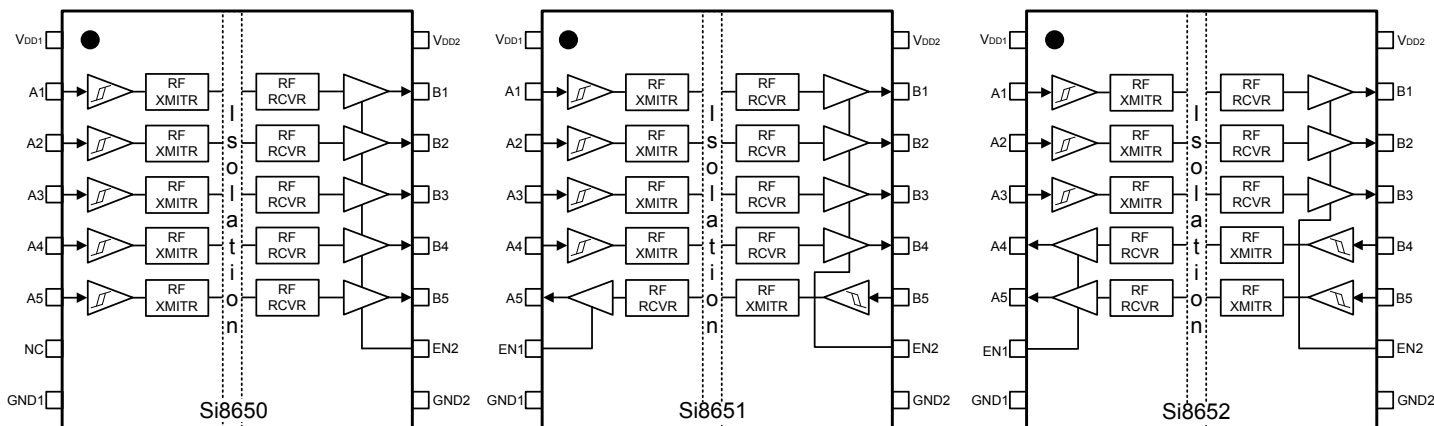 VDD1
VDD2
A1
RF
XMITR
RF
RCVR
B1
A2
RF
XMITR
RF
RCVR
B2
A3
RF
XMITR
RF
RCVR
B3
A4
RF
XMITR
RF
RCVR
B4
A5
RF
XMITR
RF
RCVR
B5
Isolation
NC
EN2
GND1
GND2
Si8650
VDD1
VDD2
A1
RF
XMITR
RF
RCVR
B1
A2
RF
XMITR
RF
RCVR
B2
A3
RF
XMITR
RF
RCVR
B3
A4
RF
XMITR
RF
RCVR
B4
A5
RF
RCVR
RF
XMITR
B5
Isolation
EN1
EN2
GND1
GND2
Si8651
VDD1
VDD2
A1
RF
XMITR
RF
RCVR
B1
A2
RF
XMITR
RF
RCVR
B2
A3
RF
XMITR
RF
RCVR
B3
A4
RF
RCVR
RF
XMITR
B4
A5
RF
RCVR
RF
XMITR
B5
Isolation
EN1
EN2
GND1
GND2
Si8652